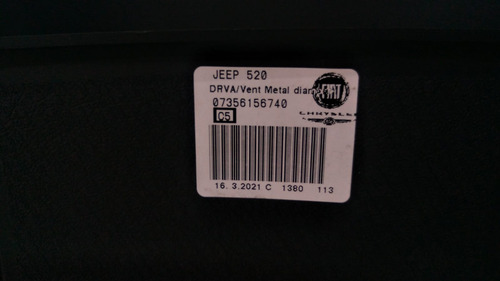 JEEP 520
DRVA/Vent Metal diam
FIAT
07356156740
CHRYSLER
C5
16.3.2021 C 1380 113